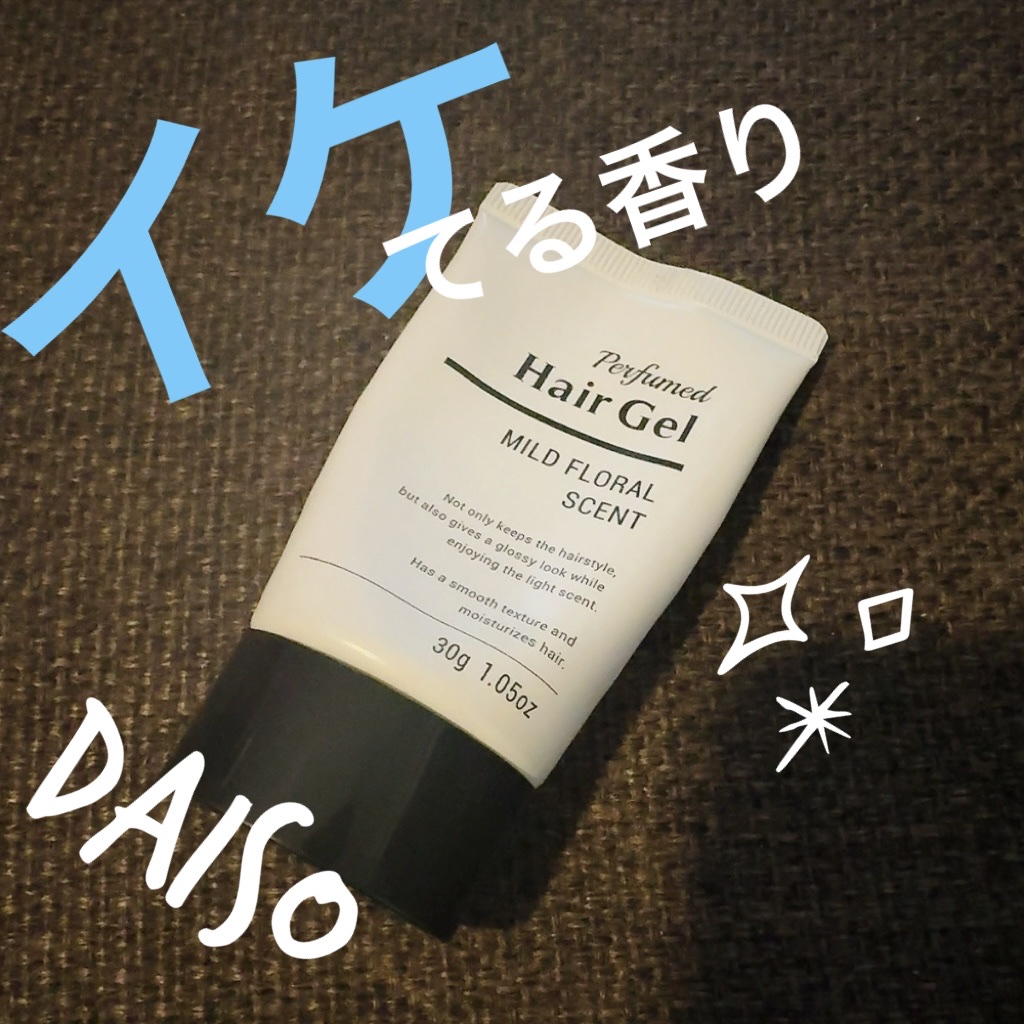 イケてる香り
Perfumed
Hair Gel
MILD FLORAL
SCENT
Not only keeps the hairstyle,
but also gives a glossy look while
enjoying the light scent.
Has a smooth texture and
moisturizes hair.
30g 1.05oz
DAISO